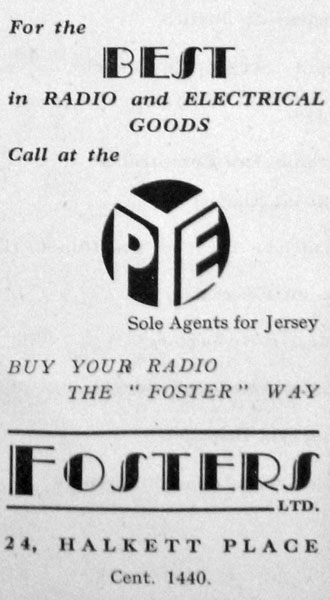 For the
BEST
in RADIO and ELECTRICAL
GOODS
Call at the
PYE
Sole Agents for Jersey
BUY YOUR RADIO
THE "FOSTER" WAY
FOSTERS
LTD.
24, HALKETT PLACE
Cent. 1440.